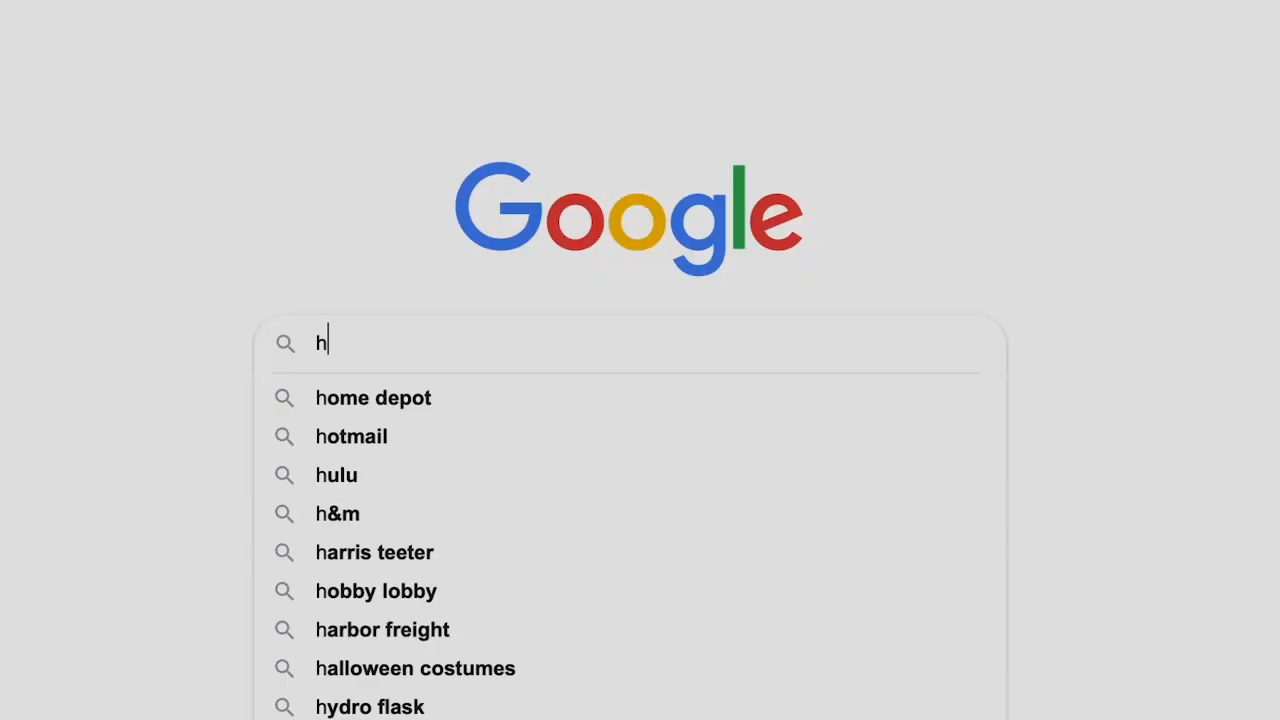 Google
h
home depot
hotmail
hulu
h&m
harris teeter
hobby lobby
harbor freight
halloween costumes
hydro flask